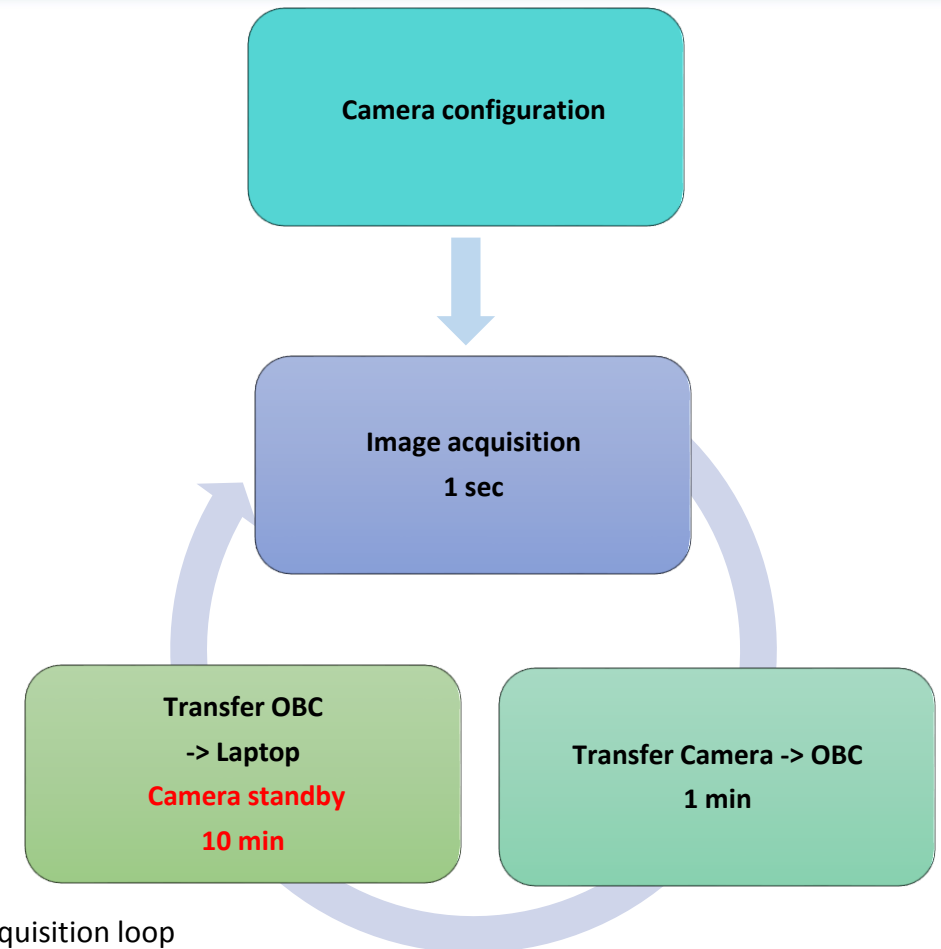 Camera configuration
Image acquisition
1 sec
Transfer OBC
-> Laptop
Camera standby
10 min
Transfer Camera -> OBC
1 min
quisition loop